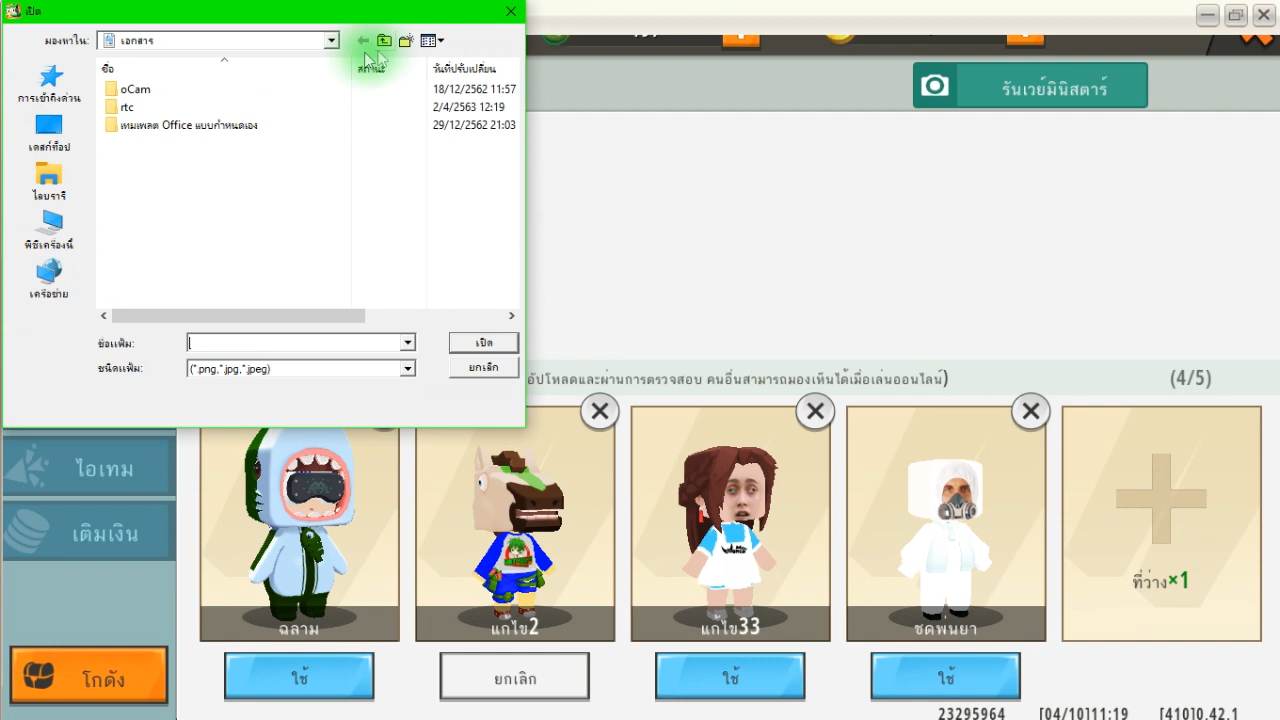 เปิด
มองหาใน:
เอกสาร
ชื่อ
สถานะ
วันที่ปรับเปลี่ยน
oCam
18/12/2562 11:57
rtc
2/4/2563 12:19
เทมเพลต Office แบบกำหนดเอง
29/12/2562 21:03
การเข้าถึงด่วน
เดสก์ท็อป
ไลบรารี
พีซีเครื่องนี้
เครือข่าย
ชื่อแฟ้ม:
เปิด
ชนิดแฟ้ม:
(*.png,*.jpg,*.jpeg)
ยกเลิก
รันเวย์มินิสตาร์
อัปโหลดและผ่านการตรวจสอบ คนอื่นสามารถมองเห็นได้เมื่อเล่นออนไลน์)
(4/5)
ไอเทม
เติมเงิน
โกดัง
ฉลาม
แก้ไข2
แก้ไข33
ชุดพ่นยา
ที่ว่าง×1
ใช้
ยกเลิก
ใช้
ใช้
23295964
[04/10]11:19
[410]0.42.1